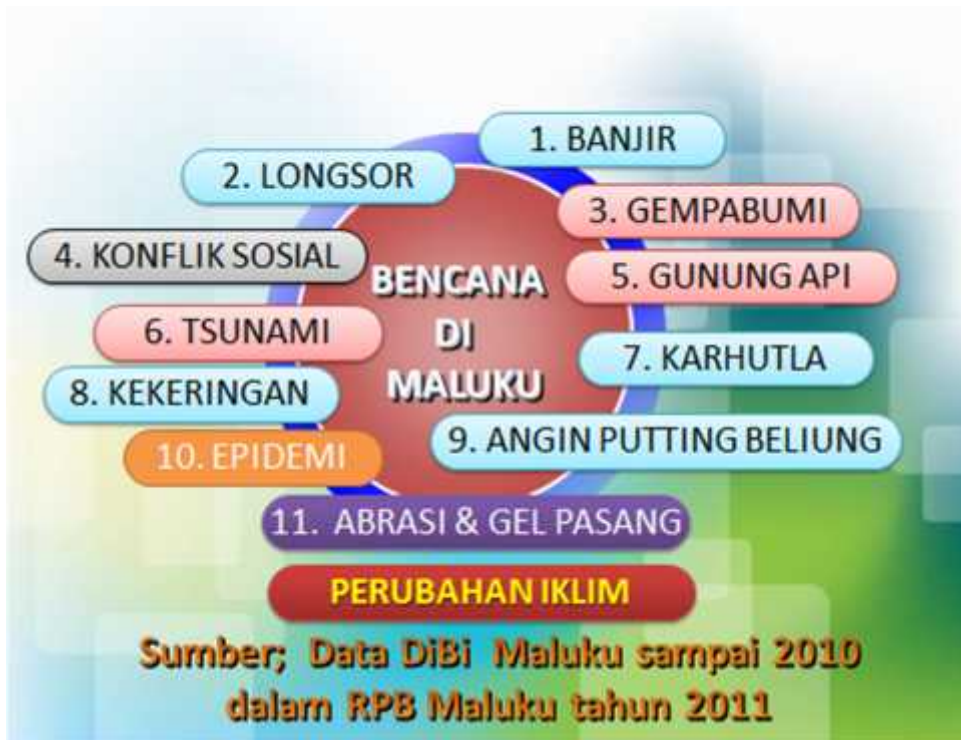 1. BANJIR
2. LONGSOR
3. GEMPABUMI
4. KONFLIK SOSIAL
5. GUNUNG API
6. TSUNAMI
7. KARHUTLA
8. KEKERINGAN
9. ANGIN PUTTING BELIUNG
10. EPIDEMI
11. ABRASI & GEL PASANG
BENCANA
DI
MALUKU
PERUBAHAN IKLIM
Sumber; Data DiBi Maluku sampai 2010
dalam RPB Maluku tahun 2011